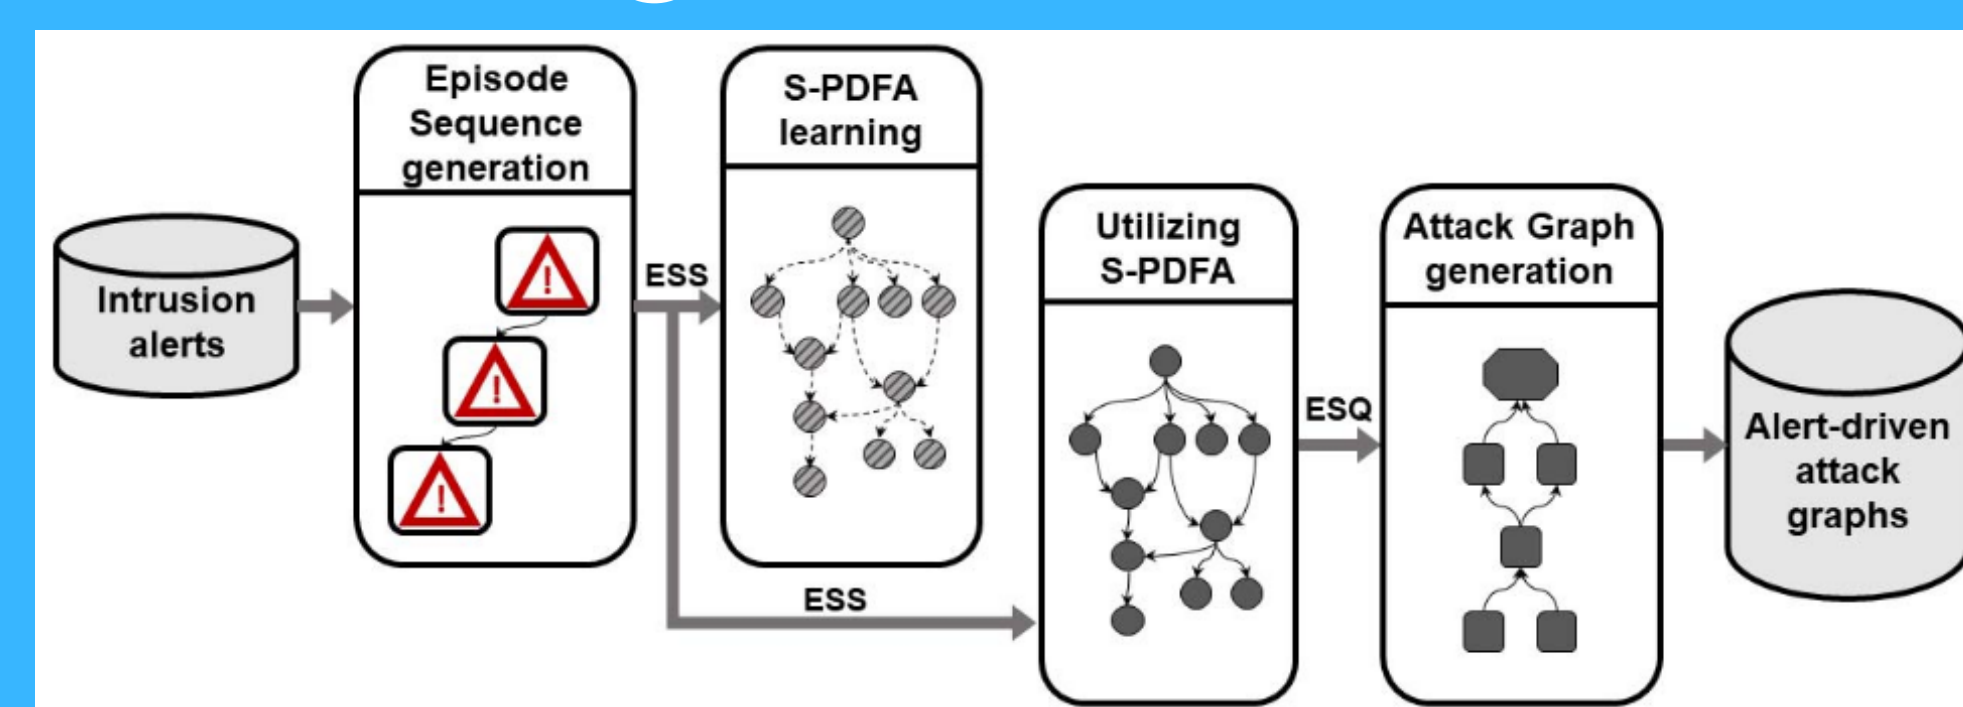 Intrusion
alerts
Episode
Sequence
generation
!
!
!
ESS
S-PDFA
learning
ESS
Utilizing
S-PDFA
ESQ
Attack Graph
generation
Alert-driven
attack
graphs